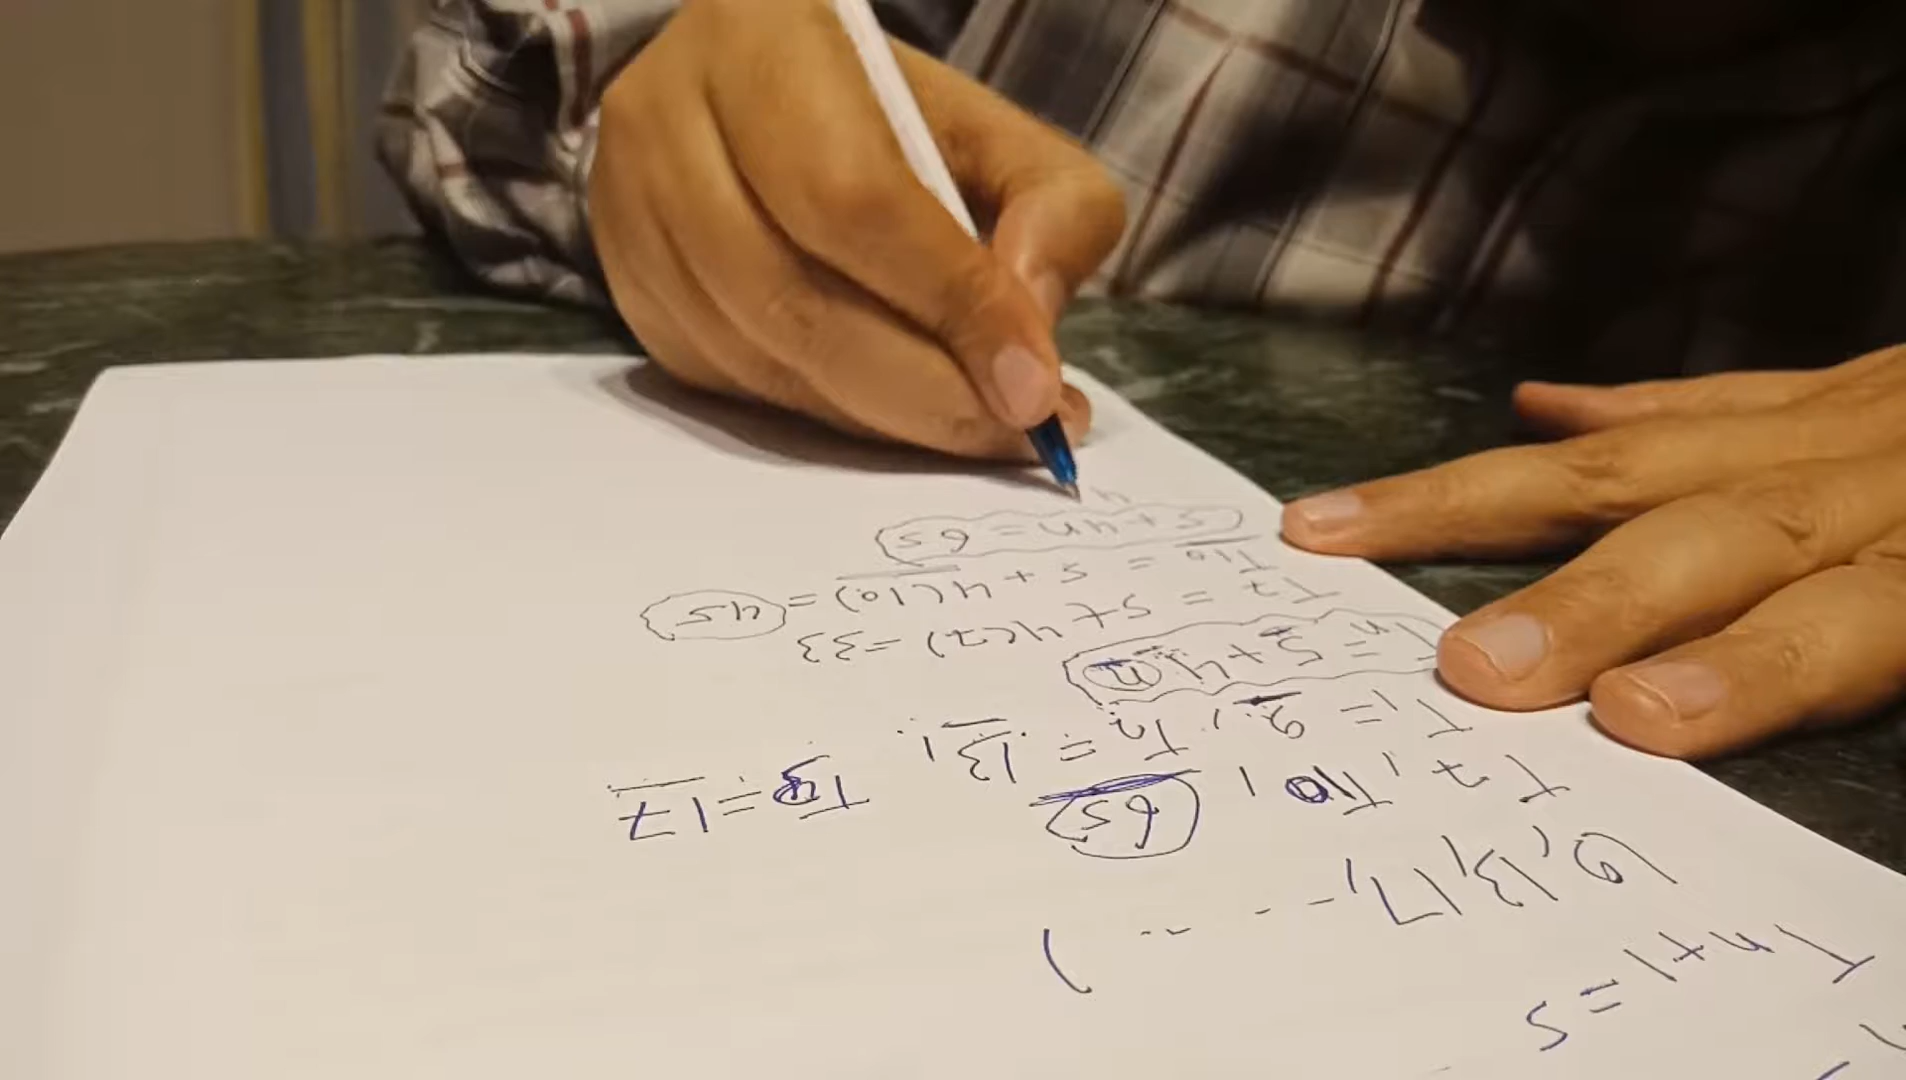 Tn+1 = 5
9, 13, 17, - - - -- )
T7, T10, 65
T1 = 9, T2 = 13, T3 = 17
Tn = 5+4n
T7 = 5+4(7) = 33
T10 = 5+4(10) = 45
5+4n = 65
4